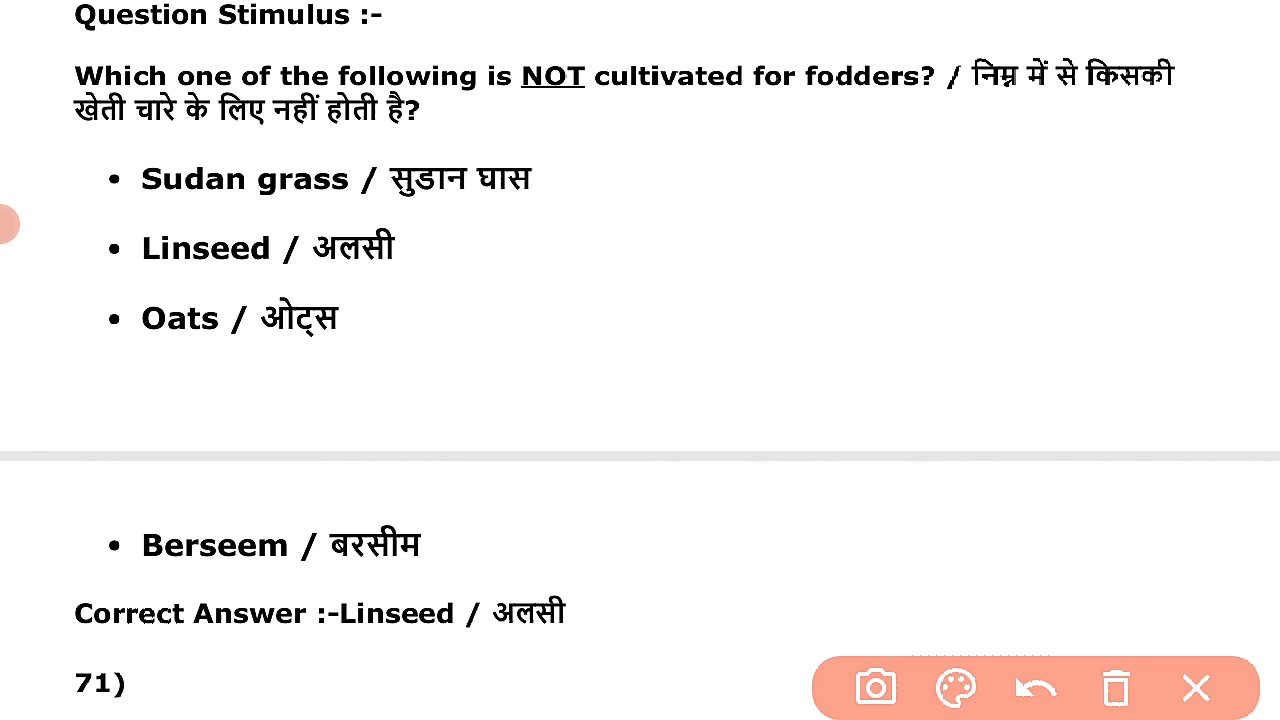 Question Stimulus :-
Which one of the following is NOT cultivated for fodders? / निम्न में से किसकी
खेती चारे के लिए नहीं होती है?
• Sudan grass / सुडान घास
• Linseed / अलसी
• Oats / ओट्स
• Berseem / बरसीम
Correct Answer :-Linseed / अलसी
71)